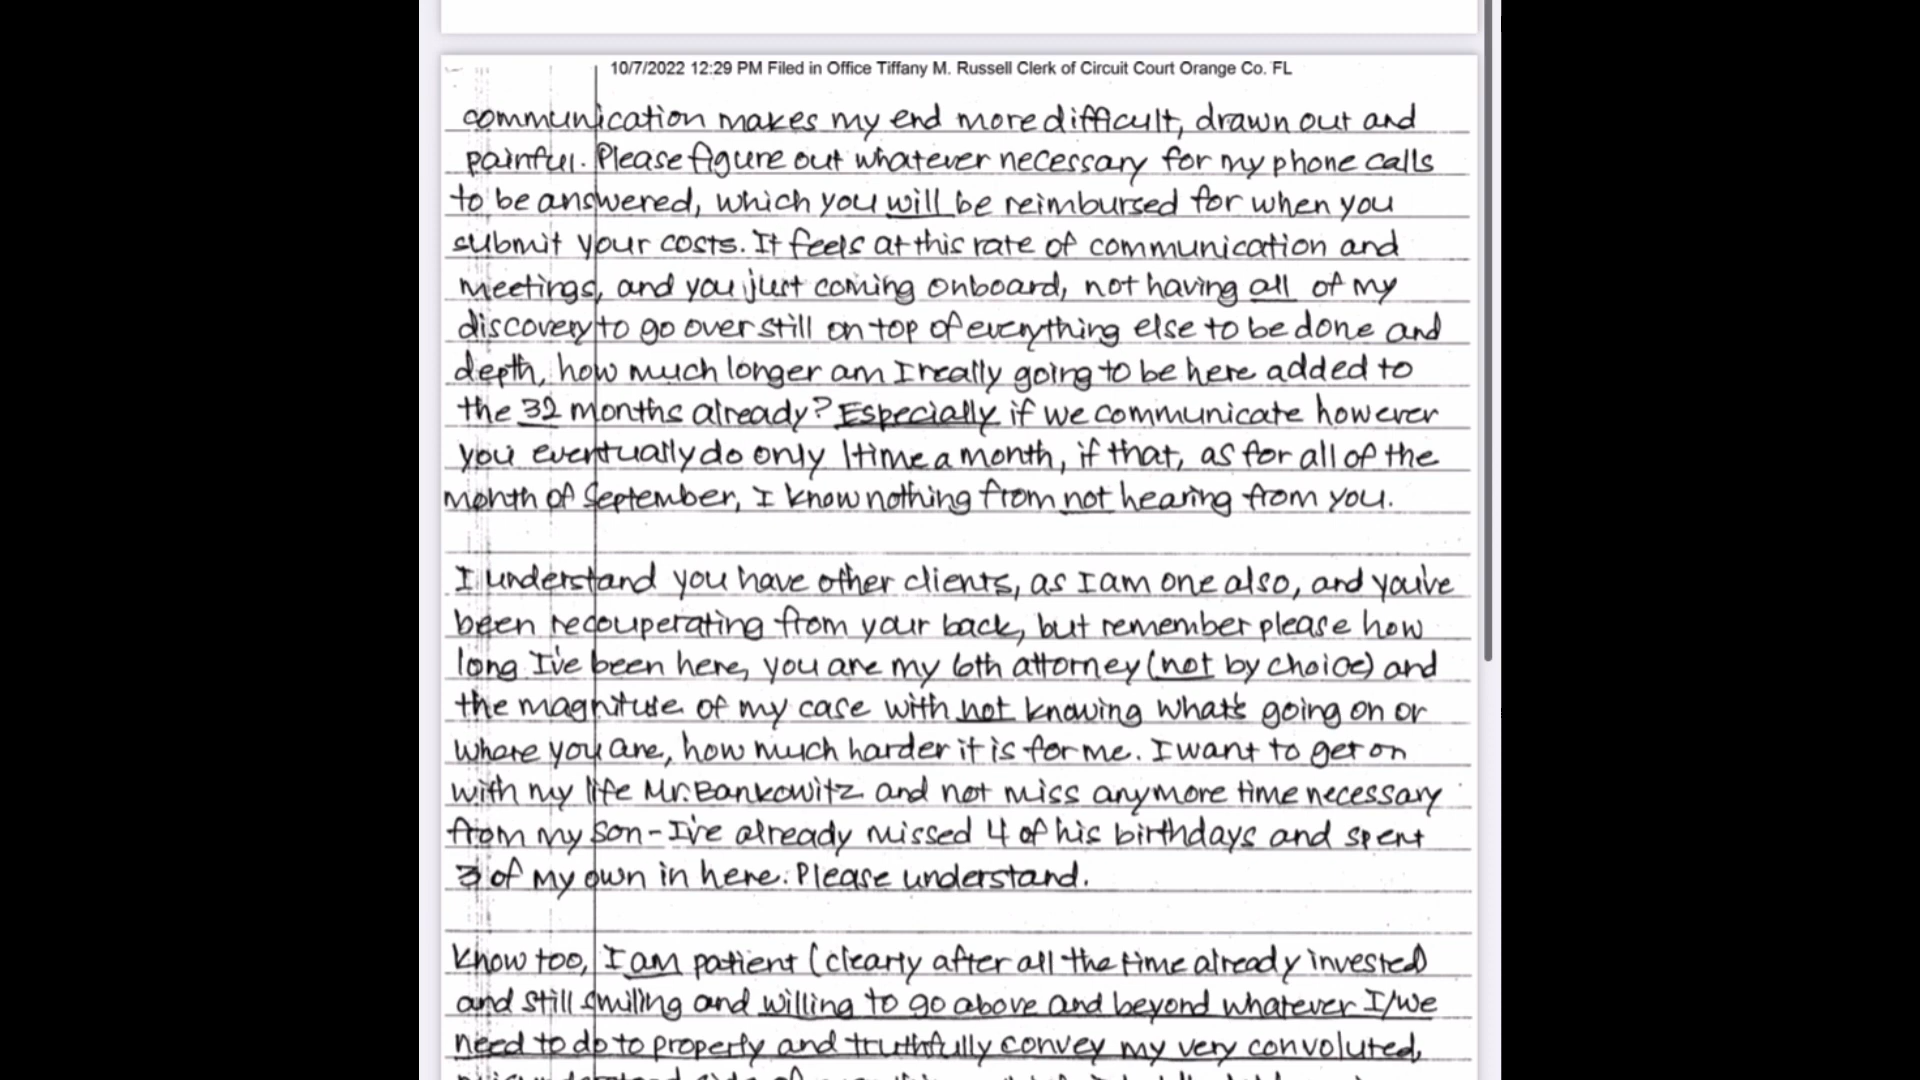 10/7/2022 12:29 PM Filed in Office Tiffany M. Russell Clerk of Circuit Court Orange Co. FL
communication makes my end more difficult, drawn out and
painful. Please figure out whatever necessary for my phone calls
to be answered, which you will be reimbursed for when you
submit your costs. It feels at this rate of communication and
meetings, and you just coming onboard, not having all of my
discovery to go over still on top of everything else to be done and
depth, how much longer am I really going to be here added to
the 32 months already? Especially if we communicate however
you eventually do only 1 time a month, if that, as for all of the
month of September, I know nothing from not hearing from you.
I understand you have other clients, as I am one also, and you've
been recouperating from your back, but remember please how
long I've been here, you are my 6th attorney (not by choice) and
the magnitude of my case with not knowing what's going on or
where you are, how much harder it is for me. I want to get on
with my life Mr. Bankowitz and not miss anymore time necessary
from my son - I've already missed 4 of his birthdays and spent
3 of my own in here. Please understand.
Know too, I am patient (clearly after all the time already invested)
and still smiling and willing to go above and beyond whatever I/we
need to do to properly and truthfully convey my very convoluted,